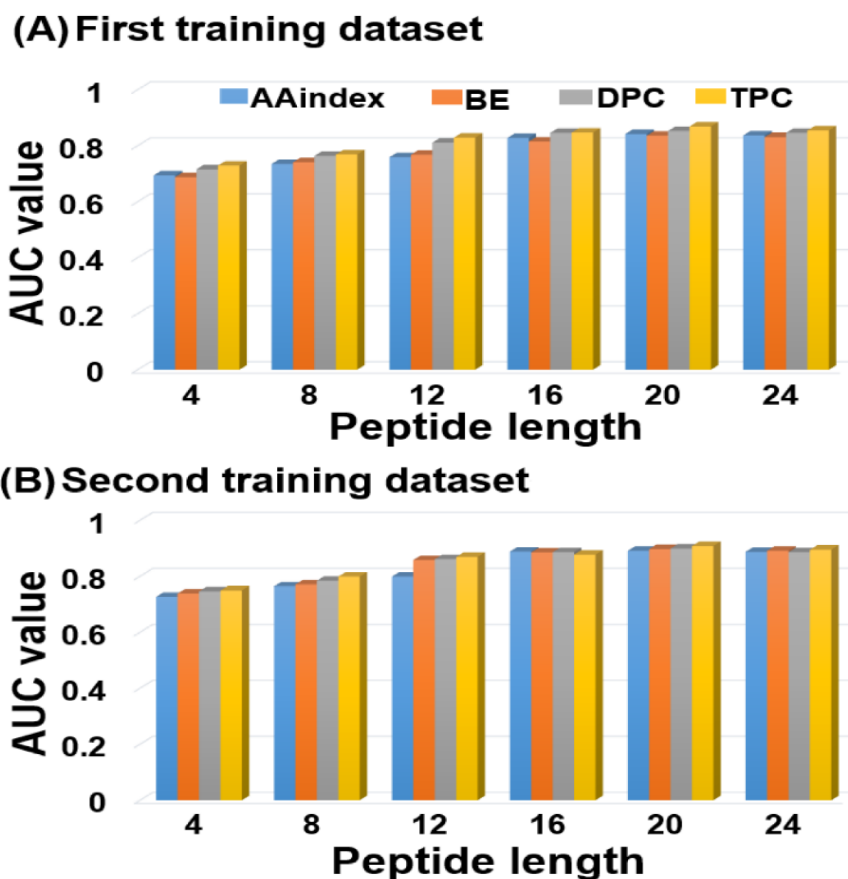 (A) First training dataset
AAindex BE DPC TPC
1
0.8
0.6
0.4
0.2
0
AUC value
4 8 12 16 20 24
Peptide length
(B) Second training dataset
1
0.8
0.6
0.4
0.2
0
AUC value
4 8 12 16 20 24
Peptide length